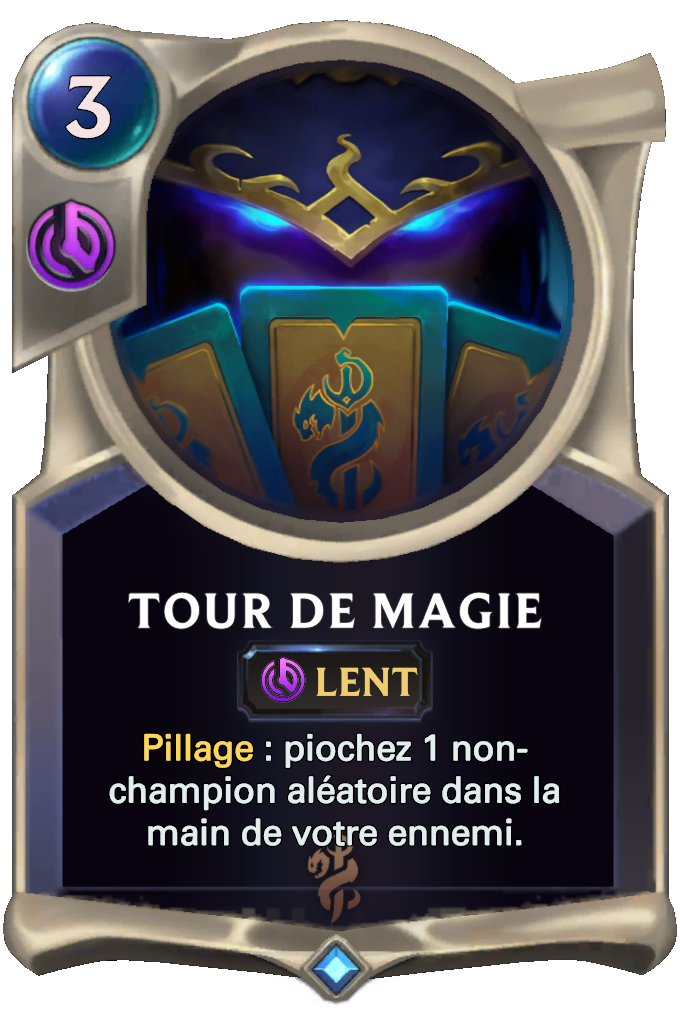 3
TOUR DE MAGIE
LENT
Pillage : piochez 1 non-
champion aléatoire dans la
main de votre ennemi.